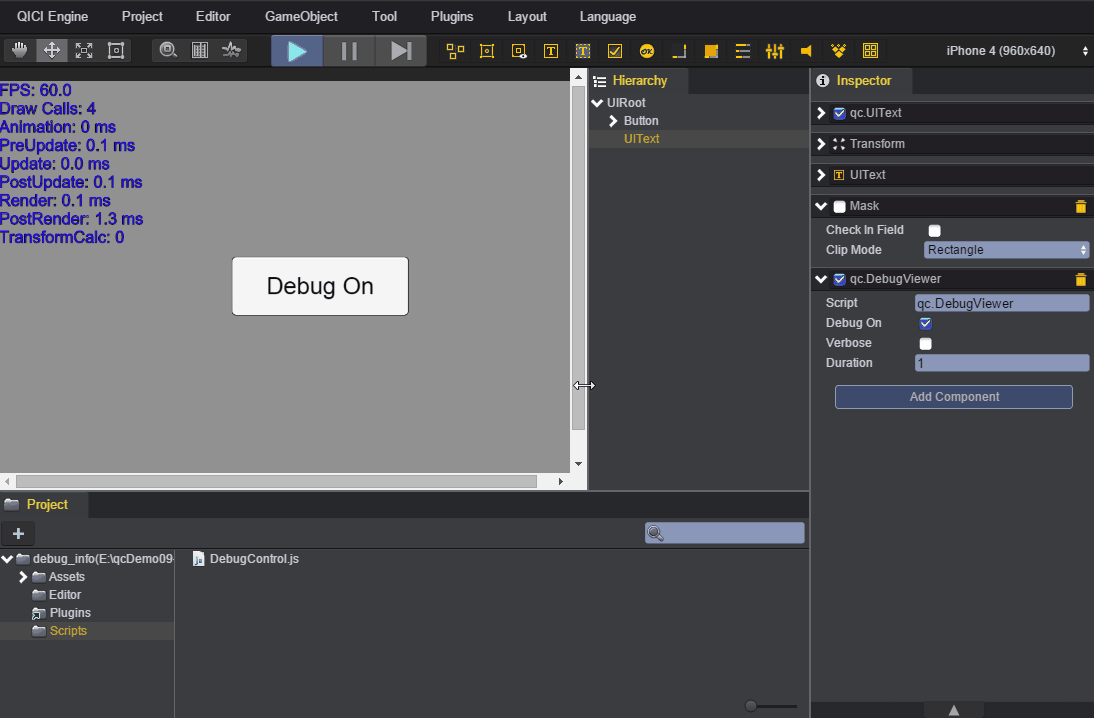 QICI Engine Project Editor GameObject Tool Plugins Layout Language
iPhone 4 (960x640)
FPS: 60.0
Draw Calls: 4
Animation: 0 ms
PreUpdate: 0.1 ms
Update: 0.0 ms
PostUpdate: 0.1 ms
Render: 0.1 ms
PostRender: 1.3 ms
TransformCalc: 0
Debug On
Hierarchy
UIRoot
Button
UIText
Inspector
qc.UIText
Transform
UIText
Mask
Check In Field
Clip Mode Rectangle
qc.DebugViewer
Script qc.DebugViewer
Debug On
Verbose
Duration 1
Add Component
Project
debug_info(E:\qcDemo09
Assets
Editor
Plugins
Scripts
DebugControl.js